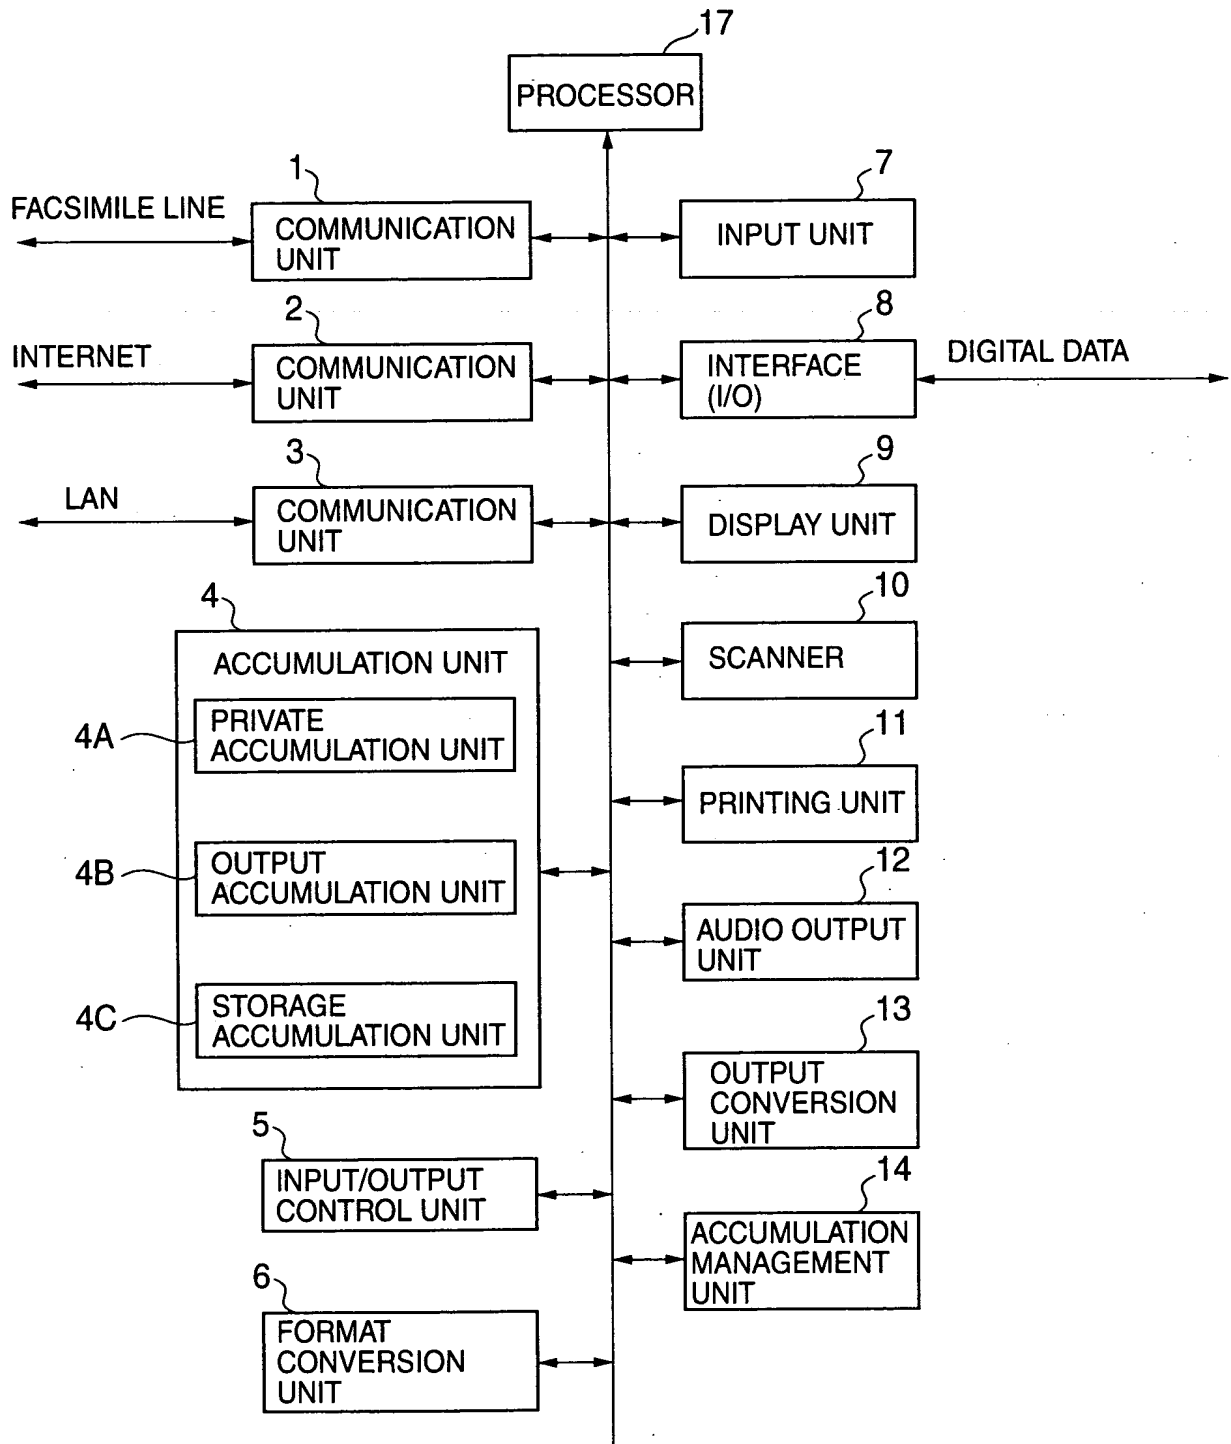 17
PROCESSOR
1
7
FACSIMILE LINE
COMMUNICATION
UNIT
INPUT UNIT
2
8
INTERNET
COMMUNICATION
UNIT
INTERFACE
(I/O)
DIGITAL DATA
3
9
LAN
COMMUNICATION
UNIT
DISPLAY UNIT
4
10
ACCUMULATION UNIT
SCANNER
4A
PRIVATE
ACCUMULATION UNIT
11
PRINTING UNIT
4B
OUTPUT
ACCUMULATION UNIT
12
AUDIO OUTPUT
UNIT
4C
STORAGE
ACCUMULATION UNIT
13
OUTPUT
CONVERSION
UNIT
5
INPUT/OUTPUT
CONTROL UNIT
14
ACCUMULATION
MANAGEMENT
UNIT
6
FORMAT
CONVERSION
UNIT